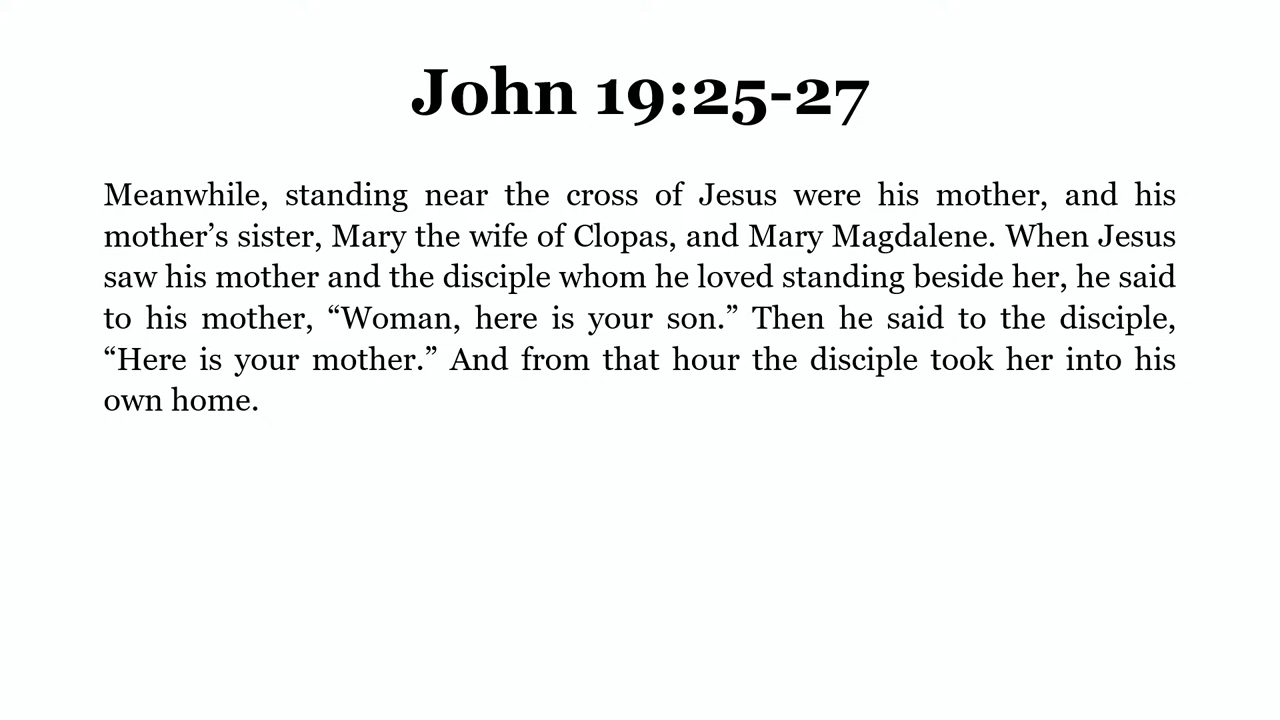 John 19:25-27
Meanwhile, standing near the cross of Jesus were his mother, and his
mother’s sister, Mary the wife of Clopas, and Mary Magdalene. When Jesus
saw his mother and the disciple whom he loved standing beside her, he said
to his mother, “Woman, here is your son.” Then he said to the disciple,
“Here is your mother.” And from that hour the disciple took her into his
own home.